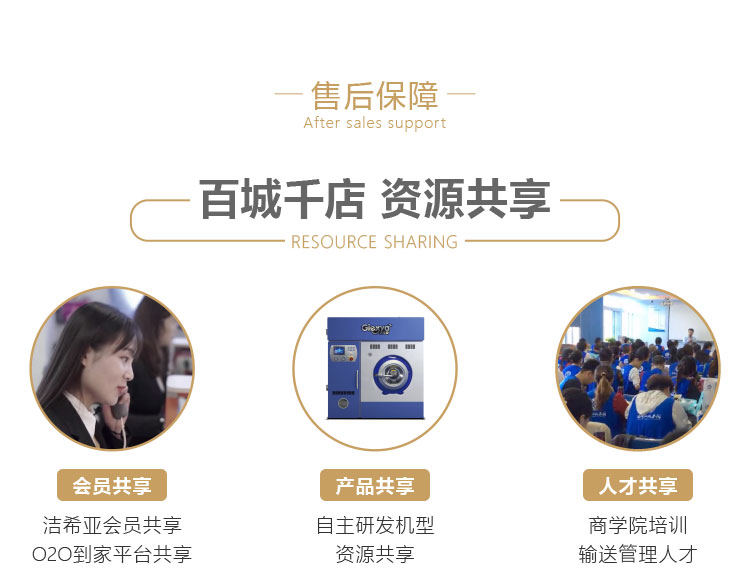 售后保障
After sales support
百城千店 资源共享
RESOURCE SHARING
会员共享
产品共享
人才共享
洁希亚会员共享
O2O到家平台共享
自主研发机型
资源共享
商学院培训
输送管理人才